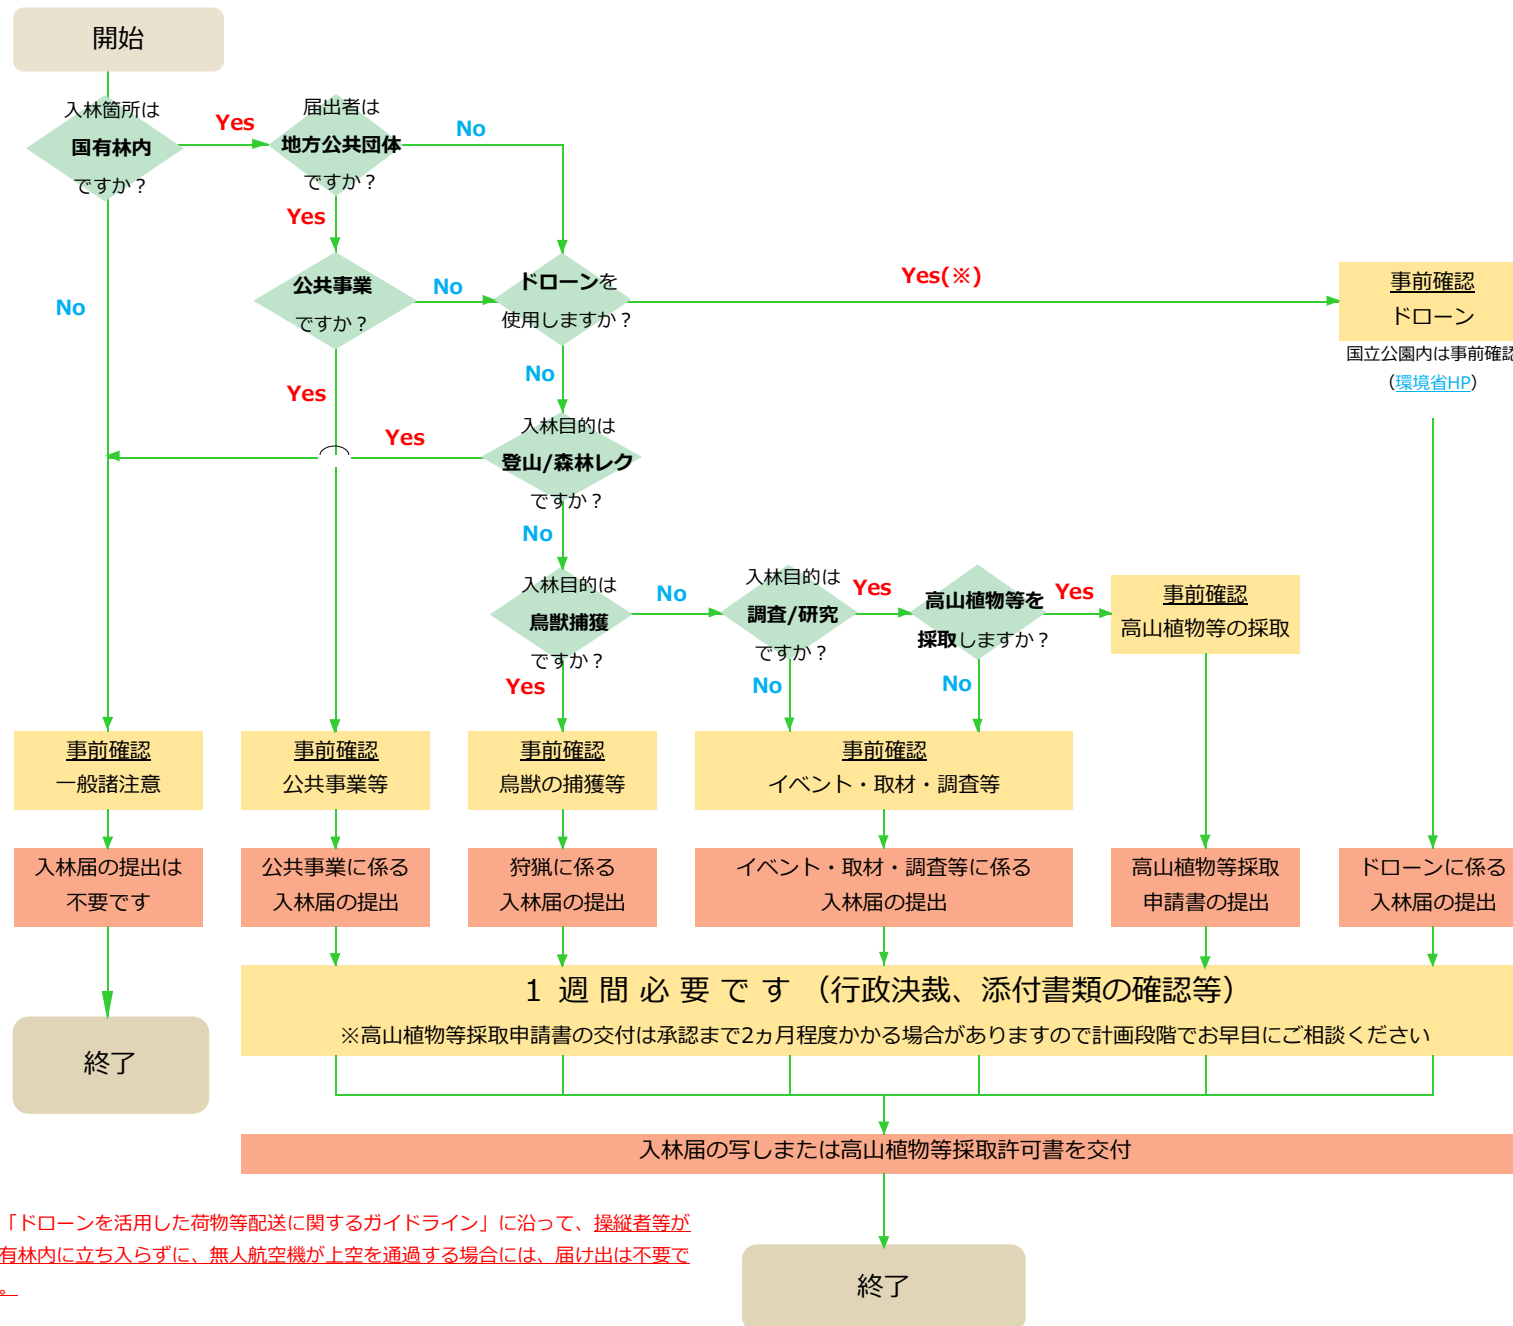 開始
入林箇所は
国有林内
ですか？
Yes
届出者は
地方公共団体
ですか？
No
Yes
No
公共事業
ですか？
No
ドローンを
使用しますか？
Yes(※)
事前確認
ドローン
国立公園内は事前確認
（環境省HP）
Yes
No
入林目的は
登山/森林レク
ですか？
Yes
No
入林目的は
鳥獣捕獲
ですか？
No
入林目的は
調査/研究
ですか？
Yes
高山植物等を
採取しますか？
Yes
事前確認
高山植物等の採取
Yes
No
No
事前確認
一般諸注意
事前確認
公共事業等
事前確認
鳥獣の捕獲等
事前確認
イベント・取材・調査等
入林届の提出は
不要です
公共事業に係る
入林届の提出
狩猟に係る
入林届の提出
イベント・取材・調査等に係る
入林届の提出
高山植物等採取
申請書の提出
ドローンに係る
入林届の提出
１週間必要です（行政決裁、添付書類の確認等）
※高山植物等採取申請書の交付は承認まで2ヵ月程度かかる場合がありますので計画段階でお早目にご相談ください
終了
入林届の写しまたは高山植物等採取許可書を交付
「ドローンを活用した荷物等配送に関するガイドライン」に沿って、操縦者等が
有林内に立ち入らずに、無人航空機が上空を通過する場合には、届け出は不要で
。
終了